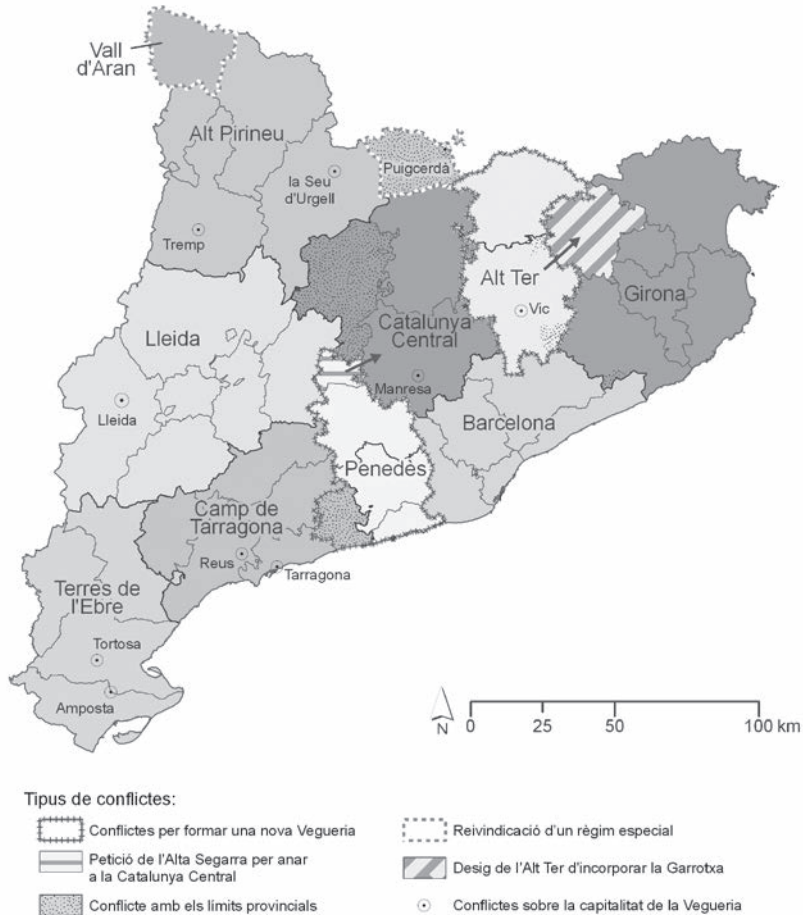 Vall
d'Aran
Alt Pirineu
Puigcerdà
la Seu
d'Urgell
Tremp
Alt Ter
Girona
Vic
Lleida
Catalunya
Central
Lleida
Manresa
Barcelona
Penedès
Camp de
Tarragona
Reus
Tarragona
Terres de
l'Ebre
Tortosa
Amposta
N
0 25 50 100 km
Tipus de conflictes:
Conflictes per formar una nova Vegueria
Petició de l'Alta Segarra per anar
a la Catalunya Central
Conflicte amb els límits provincials
Reivindicació d'un règim especial
Desig de l'Alt Ter d'incorporar la Garrotxa
Conflictes sobre la capitalitat de la Vegueria